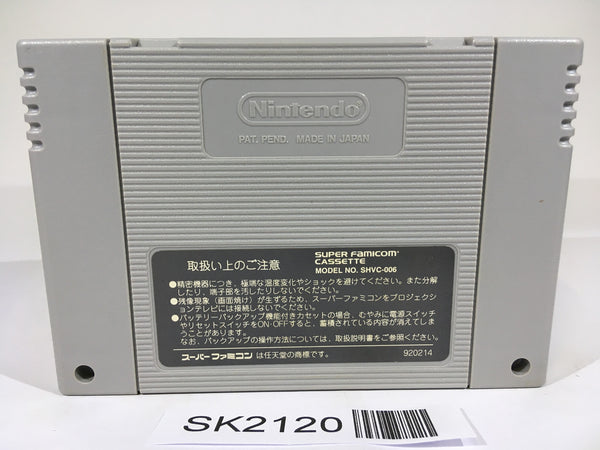 Nintendo
PAT. PEND. MADE IN JAPAN
取扱い上のご注意
SUPER FAMICOM
CASSETTE
MODEL NO. SHVC-006
●精密機器につき、極端な温度変化やショックを避けてください。また分解
したり、端子部を汚したりしないでください。
●残像現象（画面焼け）が生ずるため、スーパーファミコンをプロジェクシ
ョンテレビには接続しないでください。
●バッテリーバックアップ機能付きカセットの場合、むやみに電源スイッチ
やリセットスイッチをON·OFFすると、蓄積されている内容が消えてしま
うことがあります。
なお、バックアップの操作方法については、取扱説明書をご参照ください。
スーパーファミコン は任天堂の商標です。
920214
SK2120